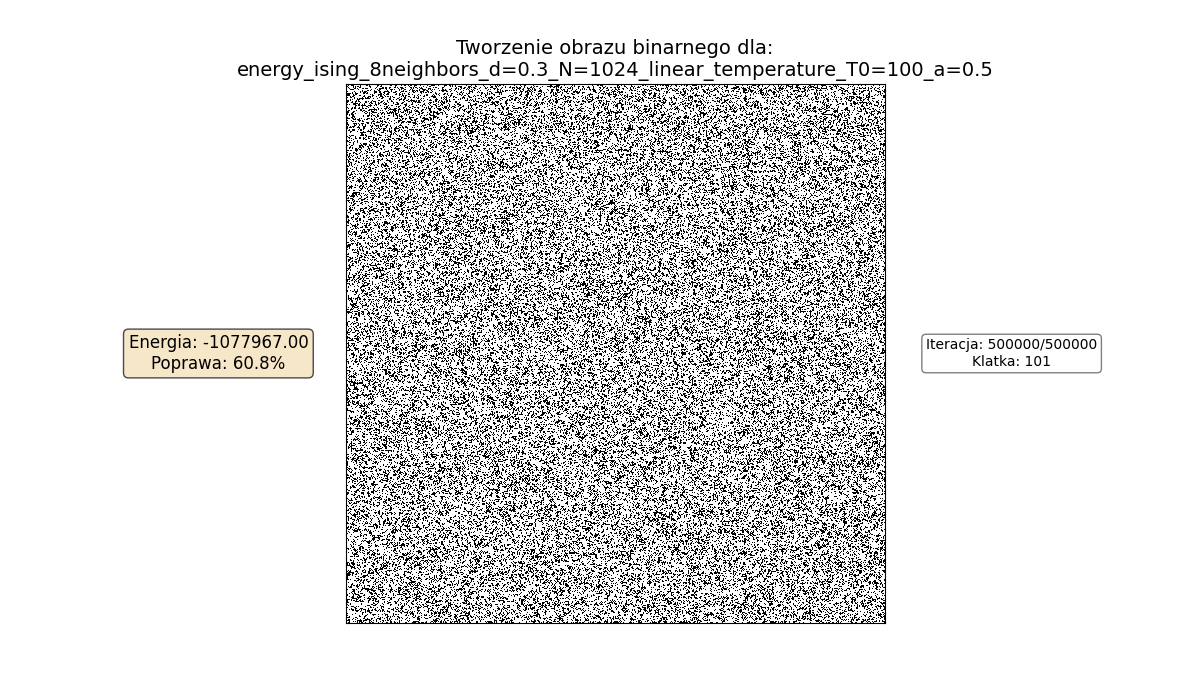 Tworzenie obrazu binarnego dla:
energy_ising_8neighbors_d=0.3_N=1024_linear_temperature_T0=100_a=0.5
Energia: -1077967.00
Poprawa: 60.8%
Iteracja: 500000/500000
Klatka: 101